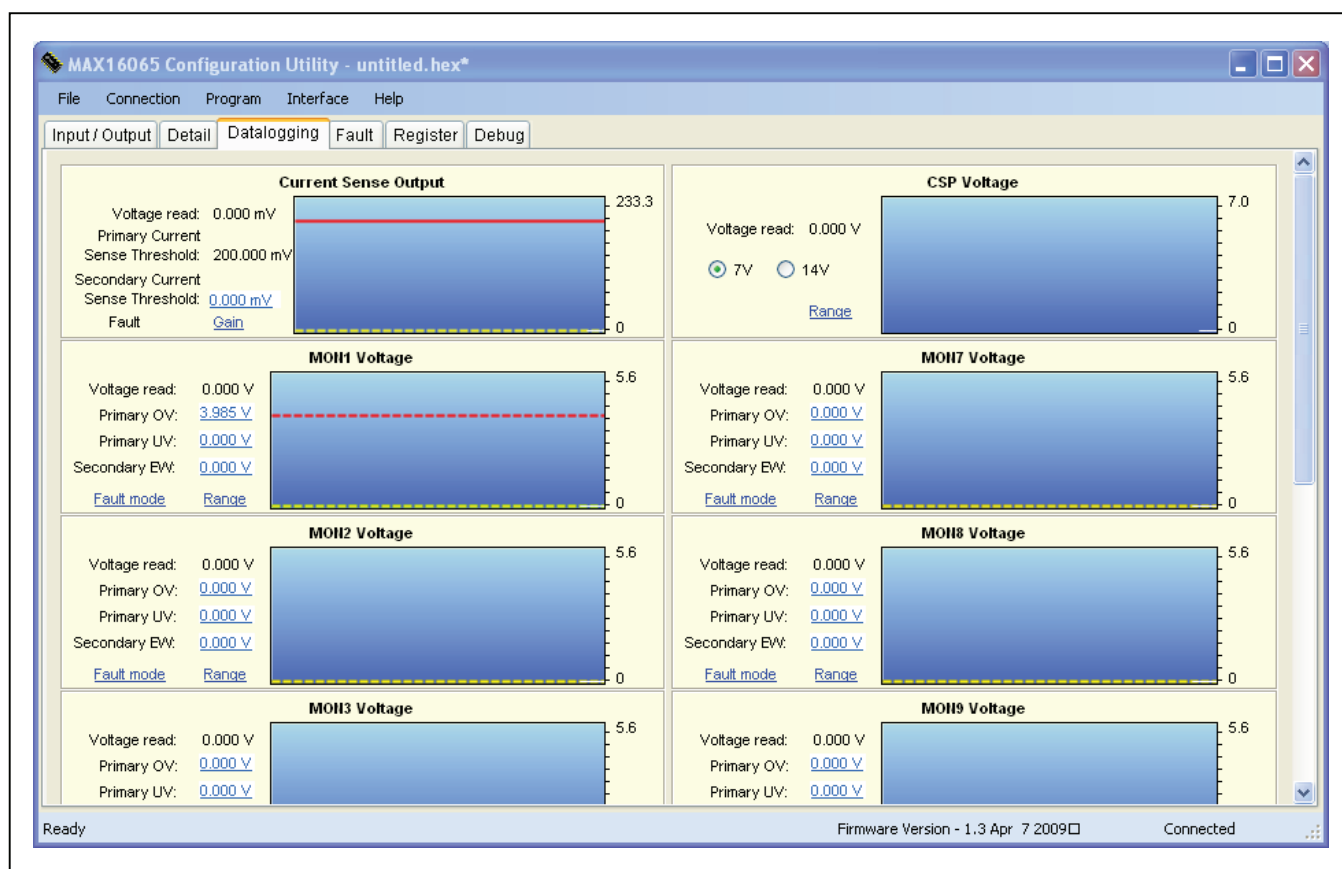 MAX16065 Configuration Utility - untitled.hex*
File Connection Program Interface Help
Input / Output Detail Datalogging Fault Register Debug
Current Sense Output
Voltage read: 0.000 mV
Primary Current
Sense Threshold: 200.000 mV
Secondary Current
Sense Threshold: 0.000 mV
Fault Gain
233.3
0
CSP Voltage
Voltage read: 0.000 V
7V 14V
Range
7.0
0
MON1 Voltage
Voltage read: 0.000 V
Primary OV: 3.985 V
Primary UV: 0.000 V
Secondary EW: 0.000 V
Fault mode Range
5.6
0
MON7 Voltage
Voltage read: 0.000 V
Primary OV: 0.000 V
Primary UV: 0.000 V
Secondary EW: 0.000 V
Fault mode Range
5.6
0
MON2 Voltage
Voltage read: 0.000 V
Primary OV: 0.000 V
Primary UV: 0.000 V
Secondary EW: 0.000 V
Fault mode Range
5.6
0
MON8 Voltage
Voltage read: 0.000 V
Primary OV: 0.000 V
Primary UV: 0.000 V
Secondary EW: 0.000 V
Fault mode Range
5.6
0
MON3 Voltage
Voltage read: 0.000 V
Primary OV: 0.000 V
Primary UV: 0.000 V
5.6
MON9 Voltage
Voltage read: 0.000 V
Primary OV: 0.000 V
Primary UV: 0.000 V
5.6
Ready
Firmware Version - 1.3 Apr 7 2009□
Connected